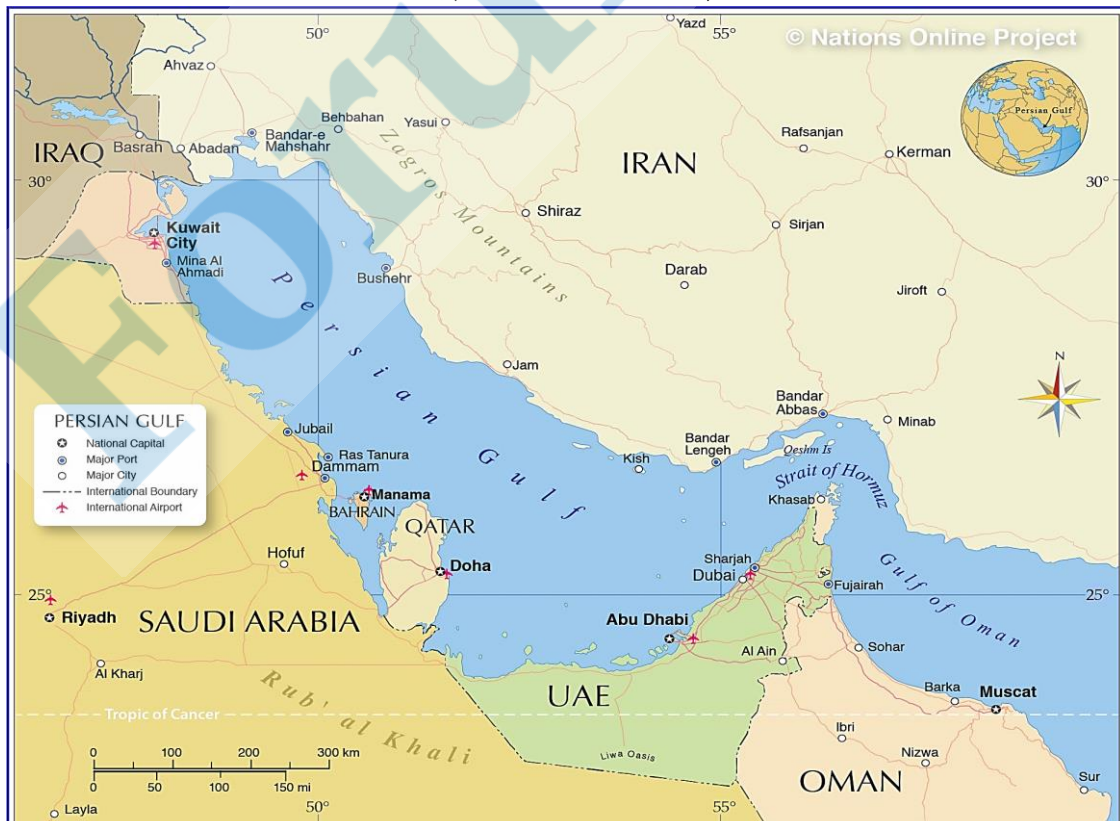 50°
55°
Yazd
© Nations Online Project
Ahvaz
Behbahan
Yasui
Bandar-e
Mahshahr
Zagros Mountains
Persian Gulf
Rafsanjan
Kerman
IRAQ
Basrah
Abadan
IRAN
30°
30°
Shiraz
Sirjan
Kuwait
City
Mina Al
Ahmadi
Bushehr
Darab
Jiroft
Persian Gulf
Jam
N
Bandar
Abbas
Minab
PERSIAN GULF
National Capital
Major Port
Major City
International Boundary
International Airport
Jubail
Ras Tanura
Dammam
Kish
Bandar
Lengeh
Qeshm Is
Strait of Hormuz
Khasab
Manama
BAHRAIN
QATAR
Hofuf
Doha
Sharjah
Dubai
Fujairah
Gulf of Oman
25°
25°
Riyadh
SAUDI ARABIA
Abu Dhabi
Al Ain
Sohar
Al Kharj
Rub' al Khali
UAE
Barka
Muscat
Tropic of Cancer
Liwa Oasis
Ibri
Nizwa
OMAN
Sur
0 100 200 300 km
0 50 100 150 mi
Layla
50°
55°
Foru